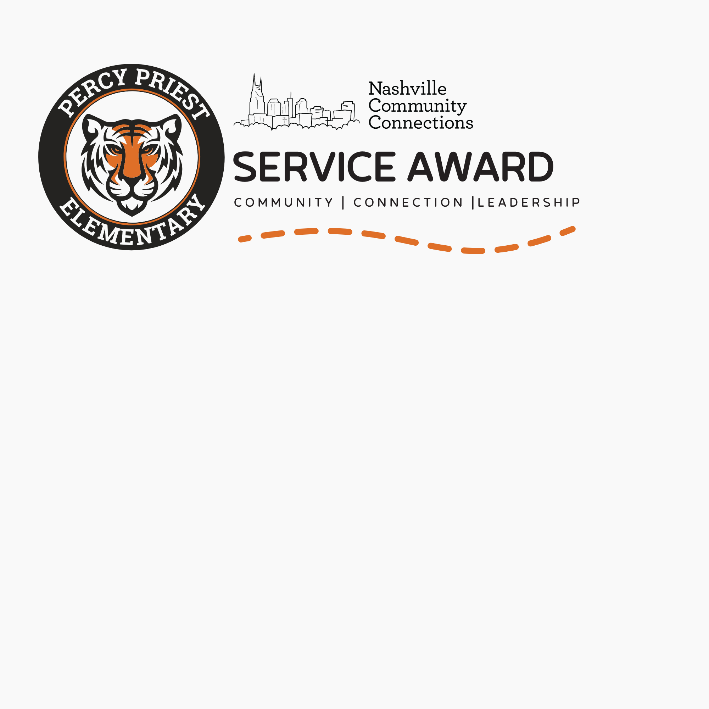 PERCY PRIEST
ELEMENTARY
Nashville
Community
Connections
SERVICE AWARD
COMMUNITY | CONNECTION |LEADERSHIP